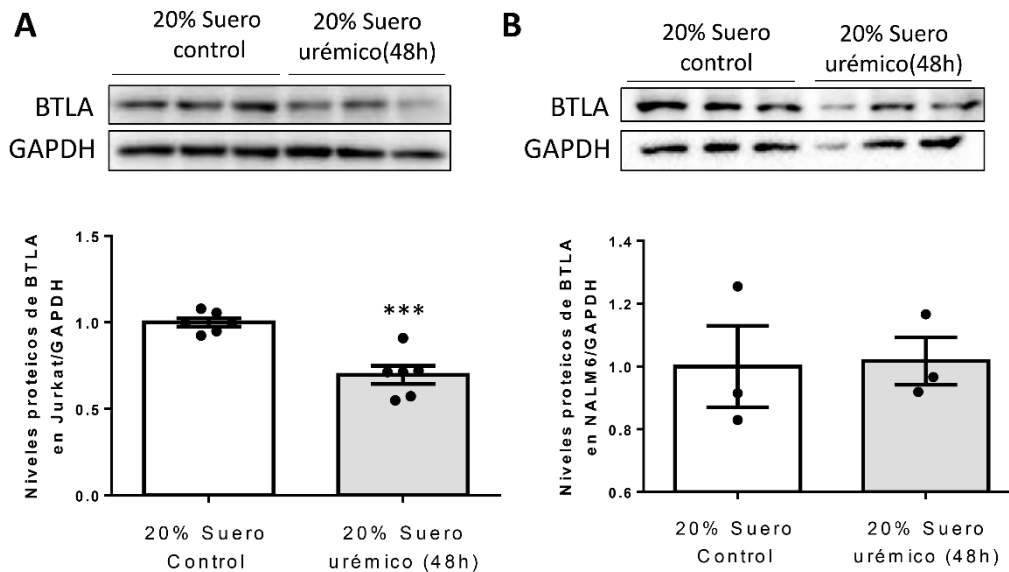 A
20% Suero
control
20% Suero
urémico(48h)
BTLA
GAPDH
Niveles proteicos de BTLA
en Jurkat/GAPDH
1.5
1.0
0.5
0.0
***
20% Suero
Control
20% Suero
urémico (48h)
B
20% Suero
control
20% Suero
urémico(48h)
BTLA
GAPDH
Niveles proteicos de BTLA
en NALM6/GAPDH
1.4
1.2
1.0
0.8
0.6
20% Suero
Control
20% Suero
urémico (48h)